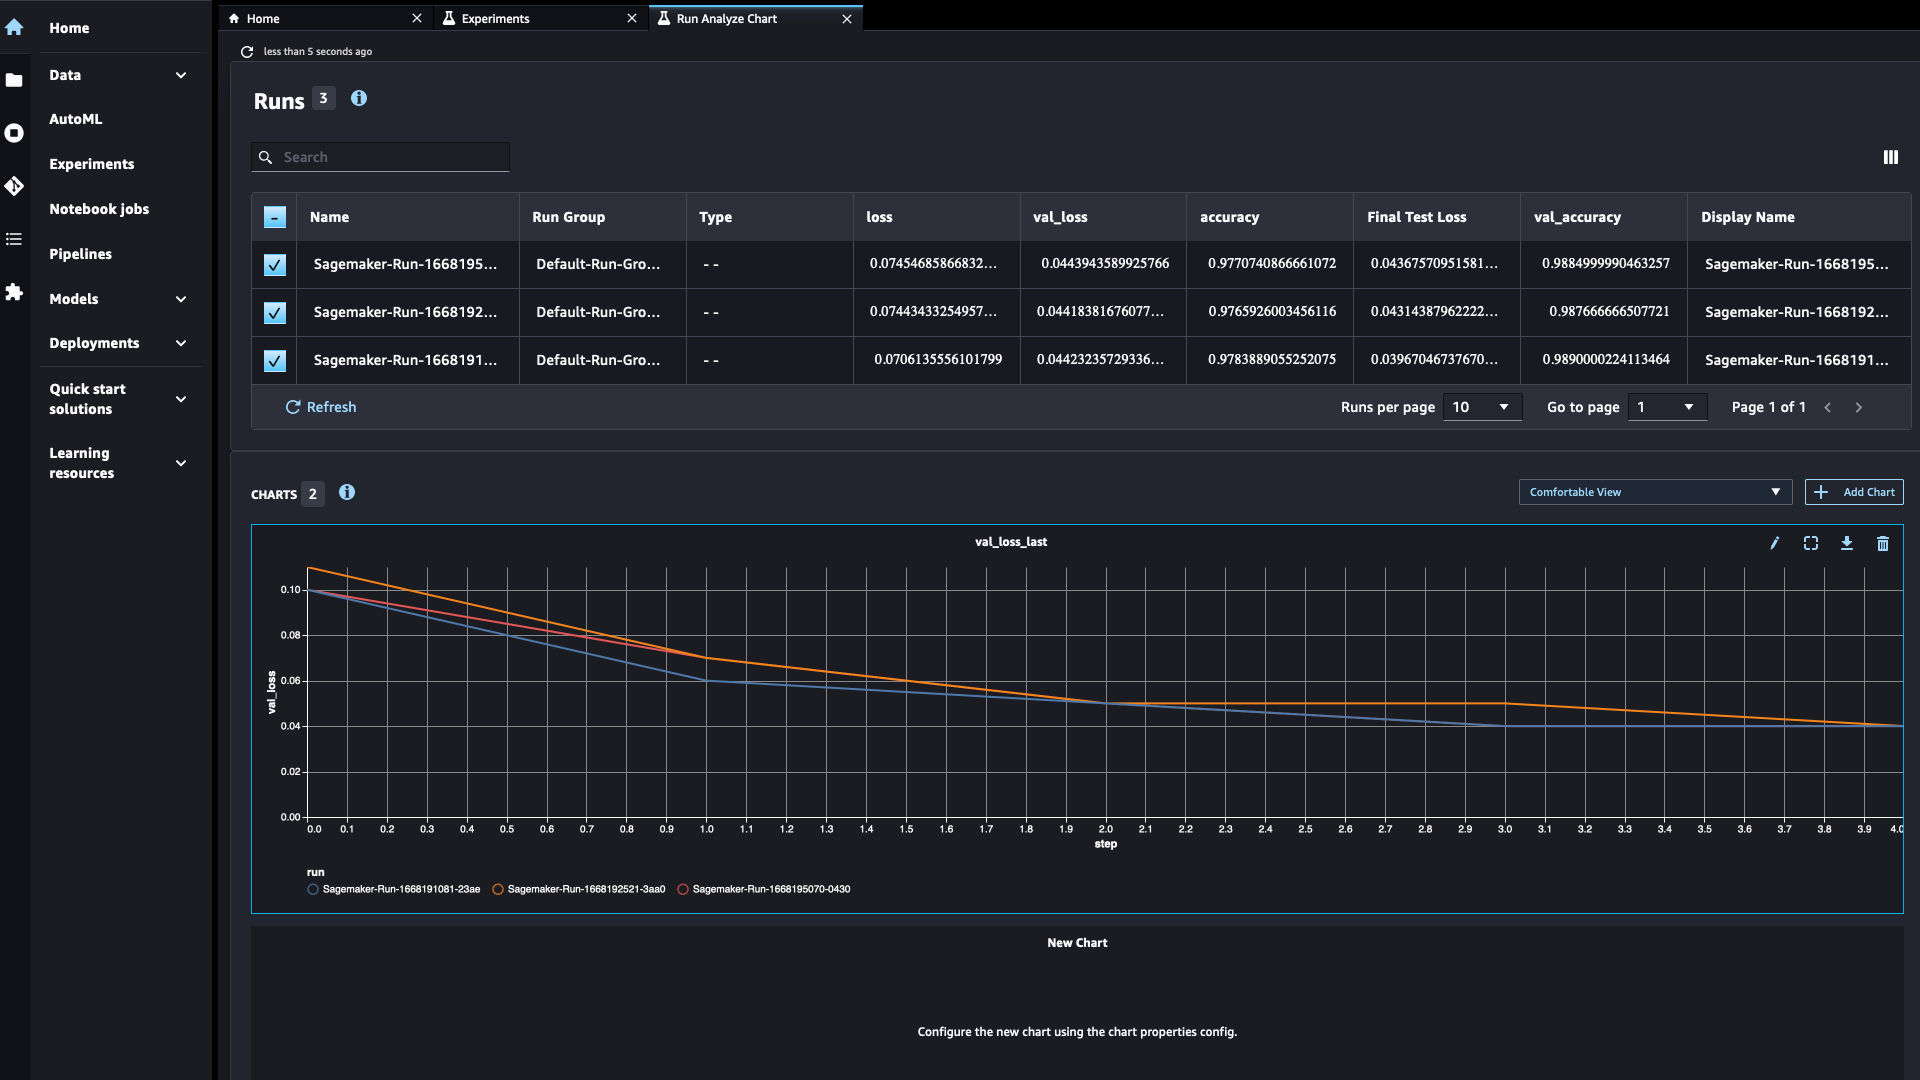 Home
Data
AutoML
Experiments
Notebook jobs
Pipelines
Models
Deployments
Quick start
solutions
Learning
resources
Home Experiments Run Analyze Chart
less than 5 seconds ago
Runs 3
Search
Name Run Group Type loss val_loss accuracy Final Test Loss val_accuracy Display Name
Sagemaker-Run-1668195... Default-Run-Gro... - - 0.07454685866832... 0.0443943589925766 0.9770740866661072 0.04367570951581... 0.9884999990463257 Sagemaker-Run-1668195...
Sagemaker-Run-1668192... Default-Run-Gro... - - 0.07443433254957... 0.04418381676077... 0.9765926003456116 0.04314387962222... 0.987666666507721 Sagemaker-Run-1668192...
Sagemaker-Run-1668191... Default-Run-Gro... - - 0.0706135556101799 0.04423235729336... 0.9783889055252075 0.03967046737670... 0.9890000224113464 Sagemaker-Run-1668191...
Refresh Runs per page 10 Go to page 1 Page 1 of 1
CHARTS 2 Comfortable View Add Chart
val_loss_last
0.10
0.08
0.06
0.04
0.02
0.00
val_loss
0.0 0.1 0.2 0.3 0.4 0.5 0.6 0.7 0.8 0.9 1.0 1.1 1.2 1.3 1.4 1.5 1.6 1.7 1.8 1.9 2.0 2.1 2.2 2.3 2.4 2.5 2.6 2.7 2.8 2.9 3.0 3.1 3.2 3.3 3.4 3.5 3.6 3.7 3.8 3.9 4.0
step
run
Sagemaker-Run-1668191081-23ae Sagemaker-Run-1668192521-3aa0 Sagemaker-Run-1668195070-0430
New Chart
Configure the new chart using the chart properties config.